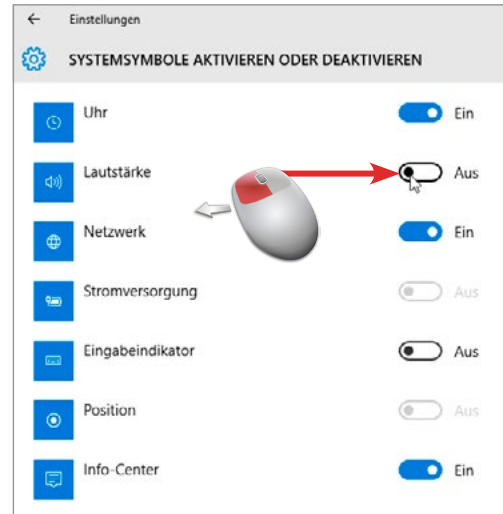 Einstellungen
SYSTEMSYMBOLE AKTIVIEREN ODER DEAKTIVIEREN
Uhr Ein
Lautstärke Aus
Netzwerk Ein
Stromversorgung Aus
Eingabeindikator Aus
Position Aus
Info-Center Ein